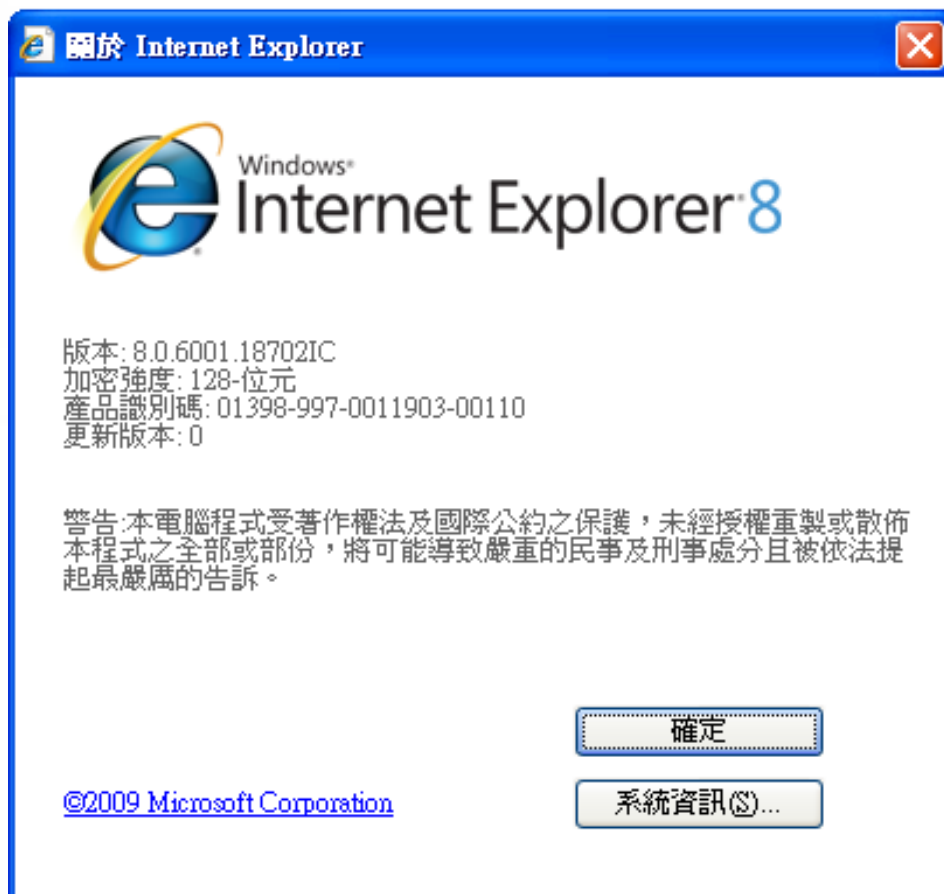 關於 Internet Explorer
Windows®
Internet Explorer 8
版本: 8.0.6001.18702IC
加密強度: 128-位元
產品識別碼: 01398-997-0011903-00110
更新版本: 0
警告:本電腦程式受著作權法及國際公約之保護，未經授權重製或散佈
本程式之全部或部份，將可能導致嚴重的民事及刑事處分且被依法提
起最嚴厲的告訴。
確定
©2009 Microsoft Corporation
系統資訊(S)...